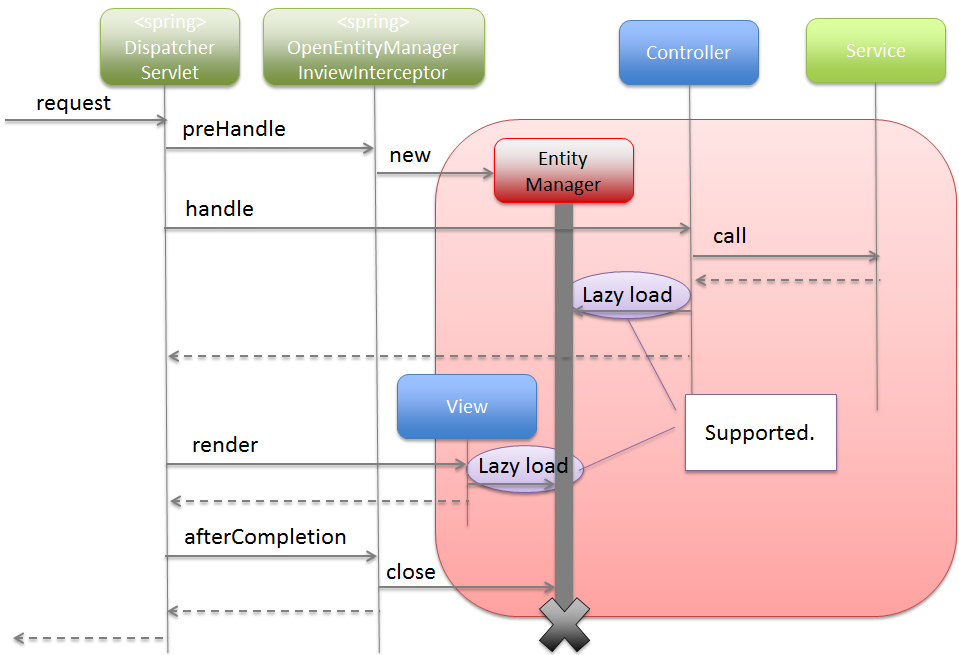 <spring>
Dispatcher
Servlet
<spring>
OpenEntityManager
InviewInterceptor
Controller
Service
request
preHandle
new
Entity
Manager
handle
call
Lazy load
View
Supported.
render
Lazy load
afterCompletion
close